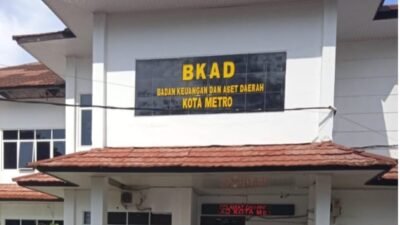 BKAD
BADAN KEUANGAN DAN ASET DAERAH
KOTA METRO